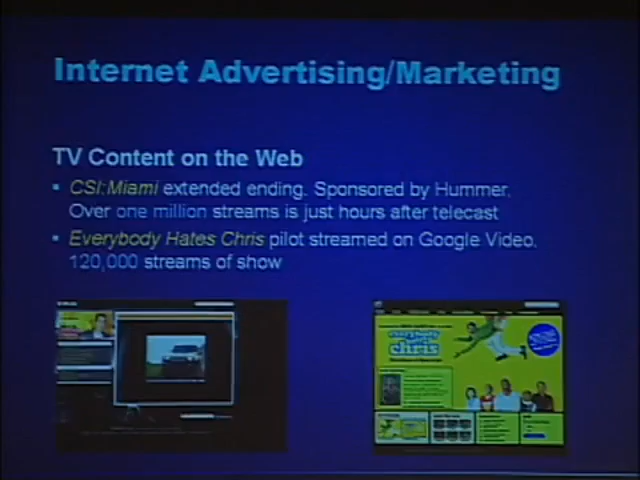 Internet Advertising/Marketing
TV Content on the Web
▪ CSI:Miami extended ending. Sponsored by Hummer.
Over one million streams is just hours after telecast
▪ Everybody Hates Chris pilot streamed on Google Video.
120,000 streams of show
everybody
chris